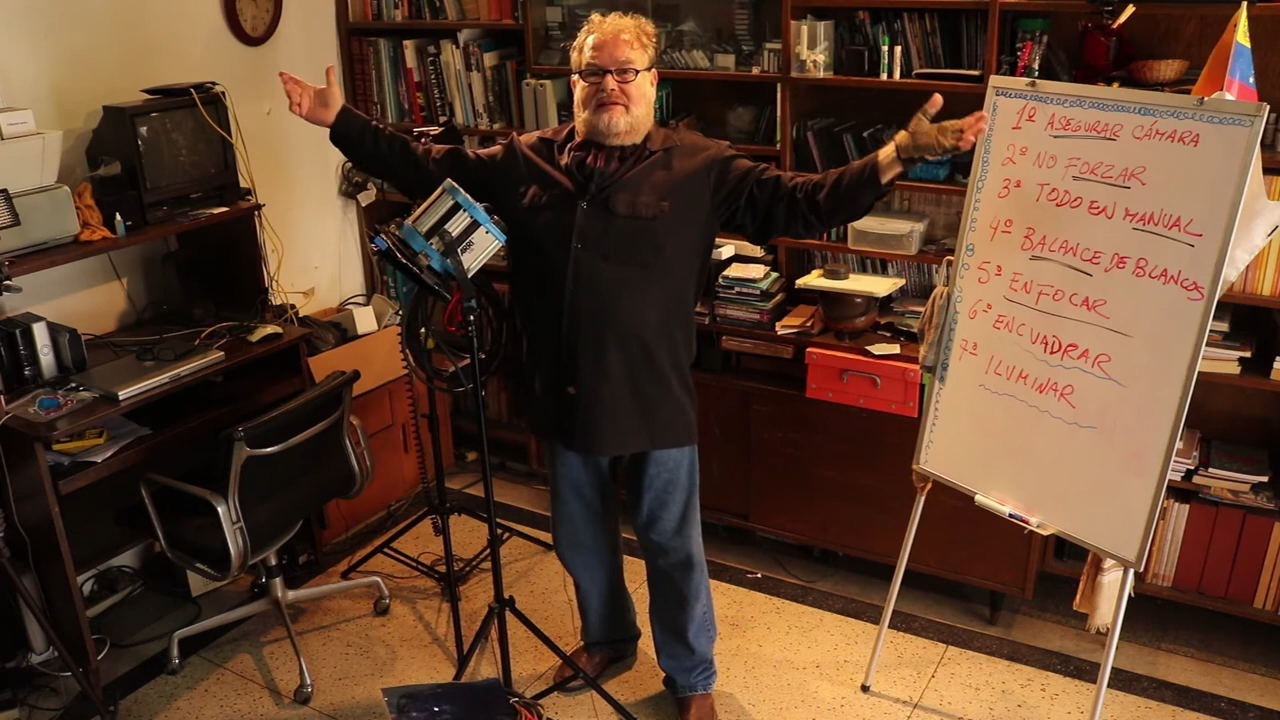 1º ASEGURAR CÁMARA
2º NO FORZAR
3º TODO EN MANUAL
4º BALANCE DE BLANCOS
5º ENFOCAR
6º ENCUADRAR
7º ILUMINAR
ARRI